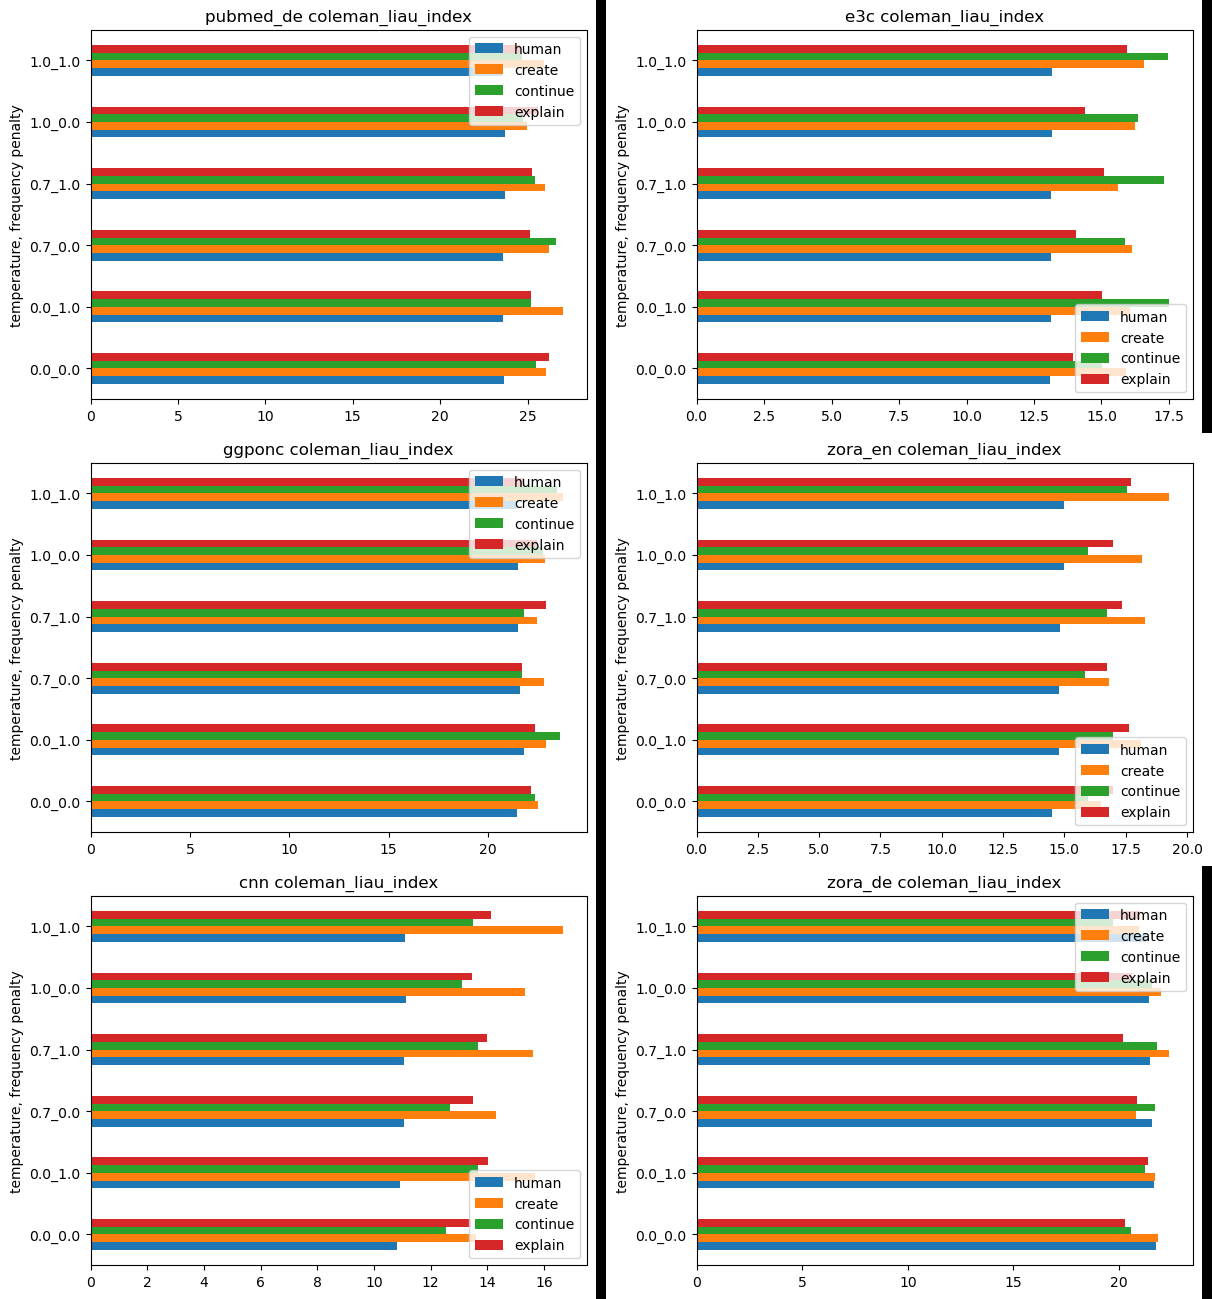 pubmed_de coleman_liau_index
temperature, frequency penalty
1.0_1.0
1.0_0.0
0.7_1.0
0.7_0.0
0.0_1.0
0.0_0.0
0 5 10 15 20 25
human
create
continue
explain
e3c coleman_liau_index
temperature, frequency penalty
1.0_1.0
1.0_0.0
0.7_1.0
0.7_0.0
0.0_1.0
0.0_0.0
0.0 2.5 5.0 7.5 10.0 12.5 15.0 17.5
human
create
continue
explain
ggponc coleman_liau_index
temperature, frequency penalty
1.0_1.0
1.0_0.0
0.7_1.0
0.7_0.0
0.0_1.0
0.0_0.0
0 5 10 15 20
human
create
continue
explain
zora_en coleman_liau_index
temperature, frequency penalty
1.0_1.0
1.0_0.0
0.7_1.0
0.7_0.0
0.0_1.0
0.0_0.0
0.0 2.5 5.0 7.5 10.0 12.5 15.0 17.5 20.0
human
create
continue
explain
cnn coleman_liau_index
temperature, frequency penalty
1.0_1.0
1.0_0.0
0.7_1.0
0.7_0.0
0.0_1.0
0.0_0.0
0 2 4 6 8 10 12 14 16
human
create
continue
explain
zora_de coleman_liau_index
temperature, frequency penalty
1.0_1.0
1.0_0.0
0.7_1.0
0.7_0.0
0.0_1.0
0.0_0.0
0 5 10 15 20
human
create
continue
explain